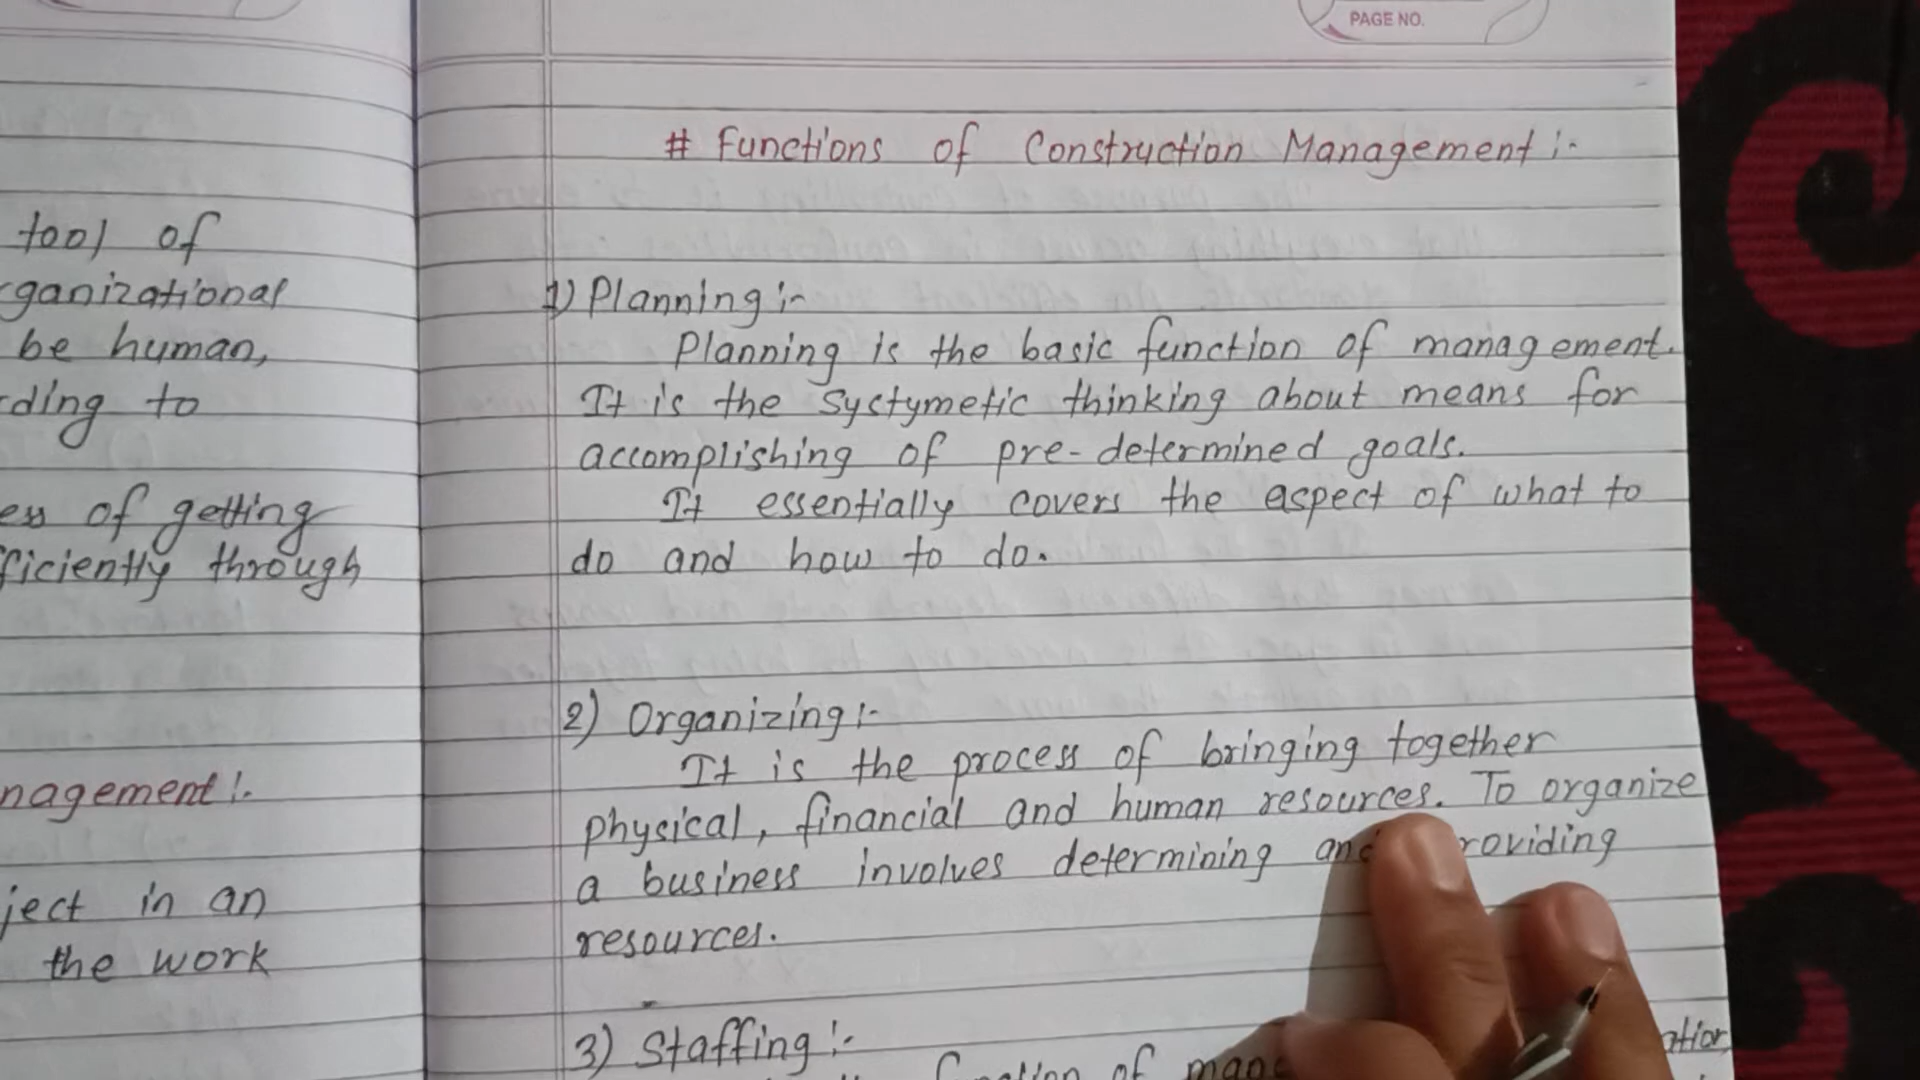 tool of
ganizational
be human,
ding to
ess of getting
ficiently through
nagement :-
ject in an
the work
PAGE NO.
# Functions of Construction Management :-
1) Planning :-
Planning is the basic function of management.
It is the Systymetic thinking about means for
accomplishing of pre-determined goals.
It essentially covers the aspect of what to
do and how to do.
2) Organizing :-
It is the process of bringing together
physical, financial and human resources. To organize
a business involves determining and roviding
resources.
3) Staffing :-
of